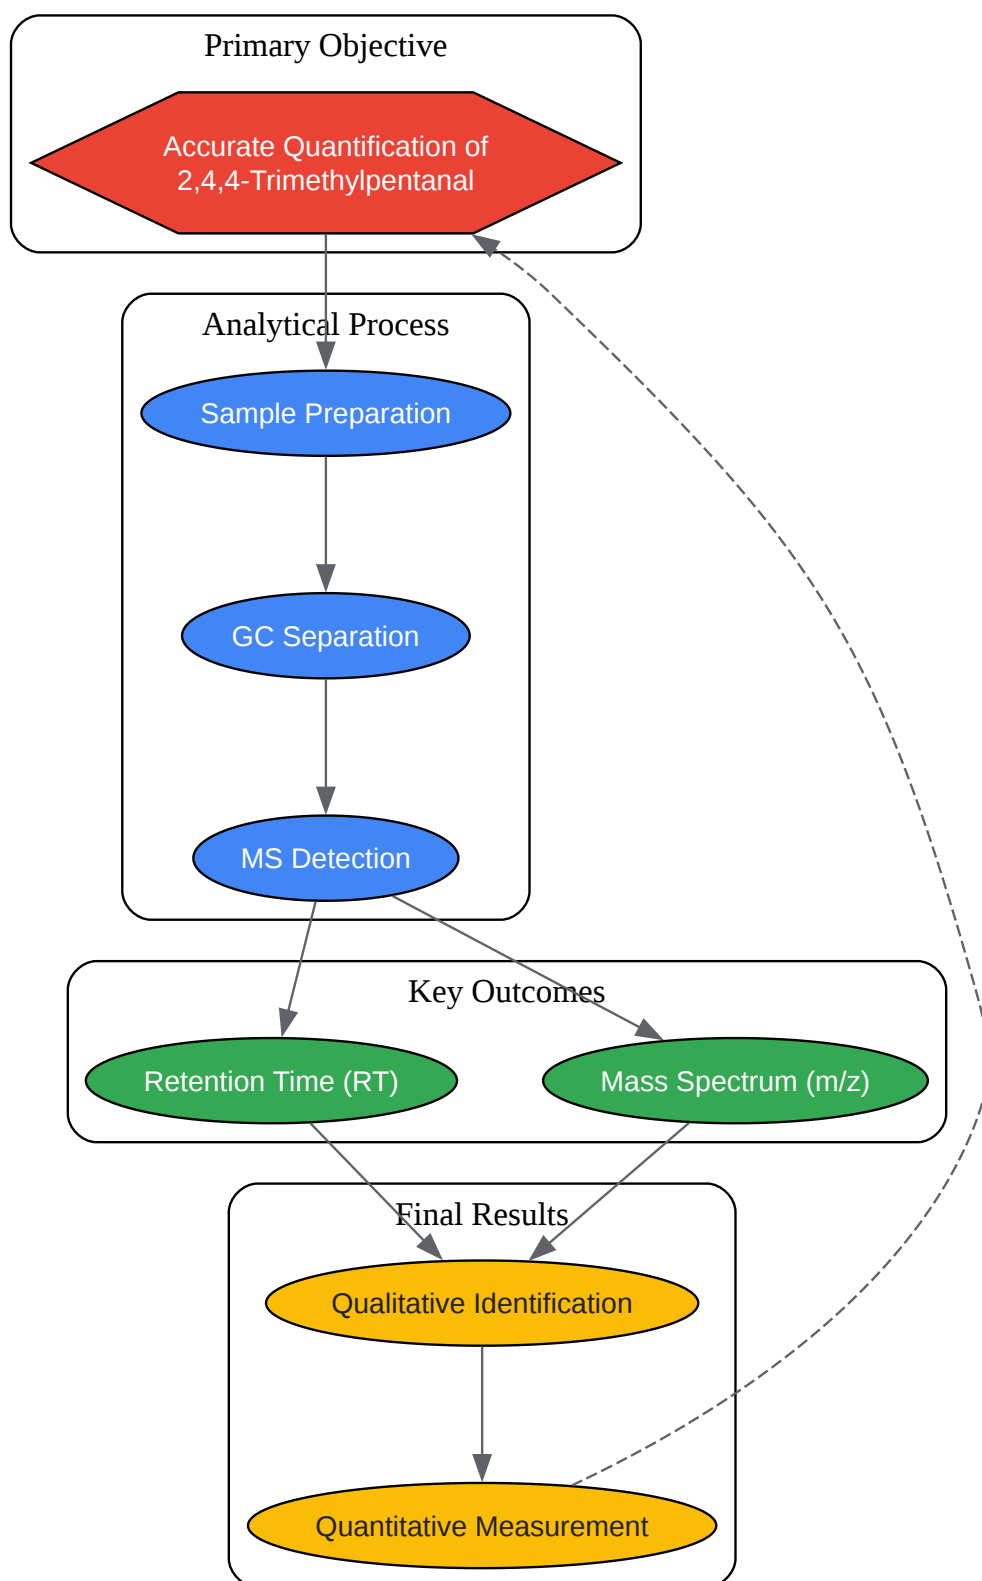 Primary Objective
Accurate Quantification of
2,4,4-Trimethylpentanal
Analytical Process
Sample Preparation
GC Separation
MS Detection
Key Outcomes
Retention Time (RT)
Mass Spectrum (m/z)
Final Results
Qualitative Identification
Quantitative Measurement